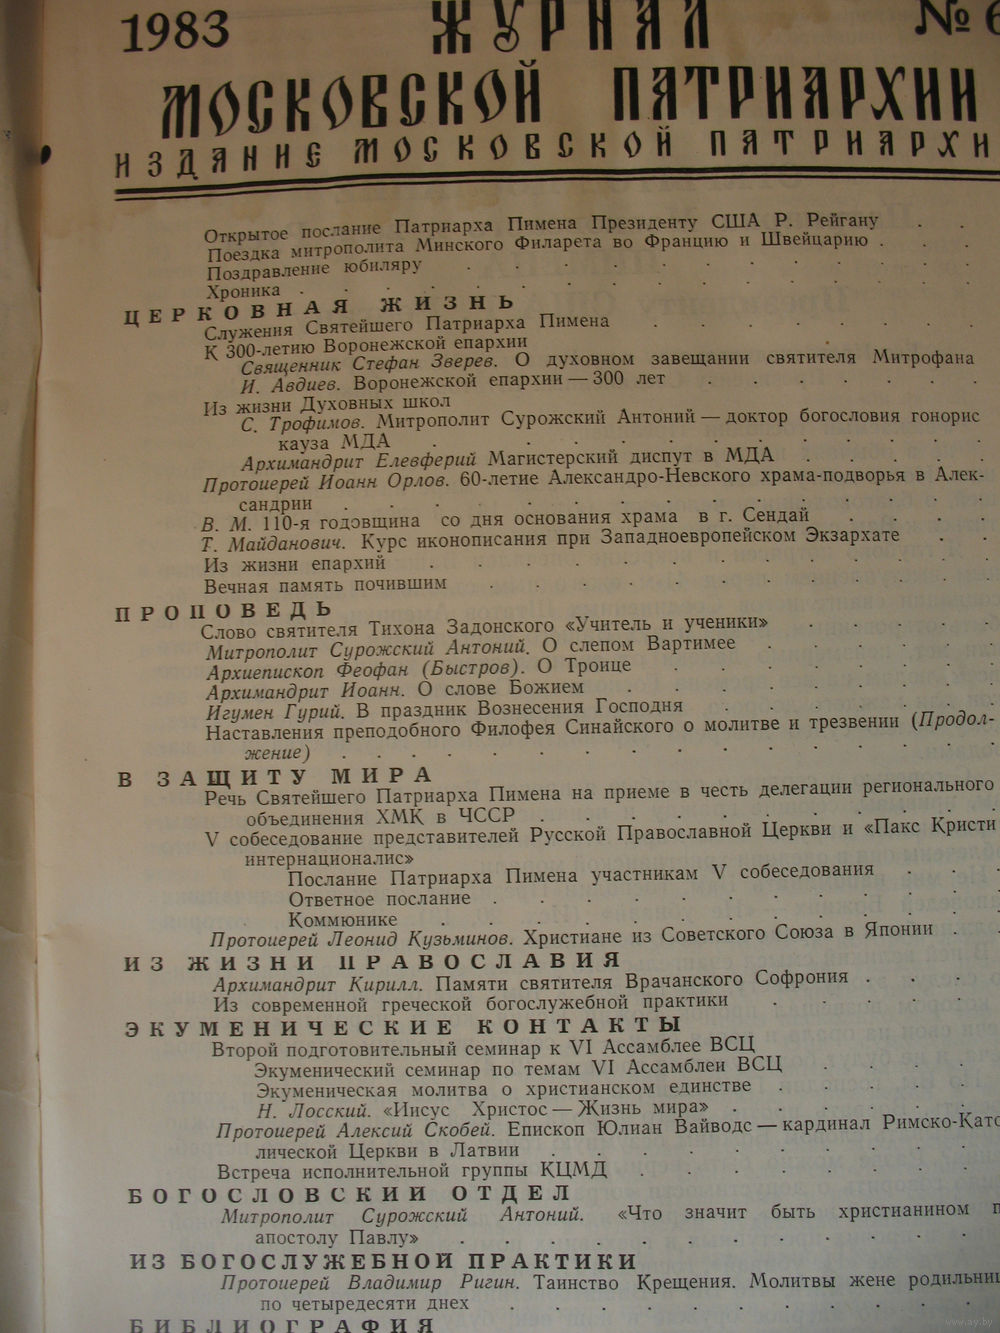 1983 ЖУРНАЛ № 6
МОСКОВСКОЙ ПАТРИАРХИИ
ИЗДАНИЕ МОСКОВСКОЙ ПАТРИАРХИ
Открытое послание Патриарха Пимена Президенту США Р. Рейгану
Поездка митрополита Минского Филарета во Францию и Швейцарию
Поздравление юбиляру
Хроника
ЦЕРКОВНАЯ ЖИЗНЬ
Служения Святейшего Патриарха Пимена
К 300-летию Воронежской епархии
Священник Стефан Зверев. О духовном завещании святителя Митрофана
И. Авдиев. Воронежской епархии — 300 лет
Из жизни Духовных школ
С. Трофимов. Митрополит Сурожский Антоний — доктор богословия гонорис
кауза МДА
Архимандрит Елевферий Магистерский диспут в МДА
Протоиерей Иоанн Орлов. 60-летие Александро-Невского храма-подворья в Алек-
сандрии
В. М. 110-я годовщина со дня основания храма в г. Сендай
Т. Майданович. Курс иконописания при Западноевропейском Экзархате
Из жизни епархий
Вечная память почившим
ПРОПОВЕДЬ
Слово святителя Тихона Задонского «Учитель и ученики»
Митрополит Сурожский Антоний. О слепом Вартимее
Архиепископ Феофан (Быстров). О Троице
Архимандрит Иоанн. О слове Божием
Игумен Гурий. В праздник Вознесения Господня
Наставления преподобного Филофея Синайского о молитве и трезвении (Продол-
жение)
В ЗАЩИТУ МИРА
Речь Святейшего Патриарха Пимена на приеме в честь делегации регионального
объединения ХМК в ЧССР
V собеседование представителей Русской Православной Церкви и «Пакс Кристи
интернационалис»
Послание Патриарха Пимена участникам V собеседования
Ответное послание
Коммюнике
Протоиерей Леонид Кузьминов. Христиане из Советского Союза в Японии
ИЗ ЖИЗНИ ПРАВОСЛАВИЯ
Архимандрит Кирилл. Памяти святителя Врачанского Софрония
Из современной греческой богослужебной практики
ЭКУМЕНИЧЕСКИЕ КОНТАКТЫ
Второй подготовительный семинар к VI Ассамблее ВСЦ
Экуменический семинар по темам VI Ассамблеи ВСЦ
Экуменическая молитва о христианском единстве
Н. Лосский. «Иисус Христос — Жизнь мира»
Протоиерей Алексий Скобей. Епископ Юлиан Вайводс — кардинал Римско-Като
лической Церкви в Латвии
Встреча исполнительной группы КЦМД
БОГОСЛОВСКИЙ ОТДЕЛ
Митрополит Сурожский Антоний. «Что значит быть христианином п
апостолу Павлу»
ИЗ БОГОСЛУЖЕБНОЙ ПРАКТИКИ
Протоиерей Владимир Ригин. Таинство Крещения. Молитвы жене родильниц
по четыредесяти днех
БИБЛИОГРАФИЯ
www.ay.by